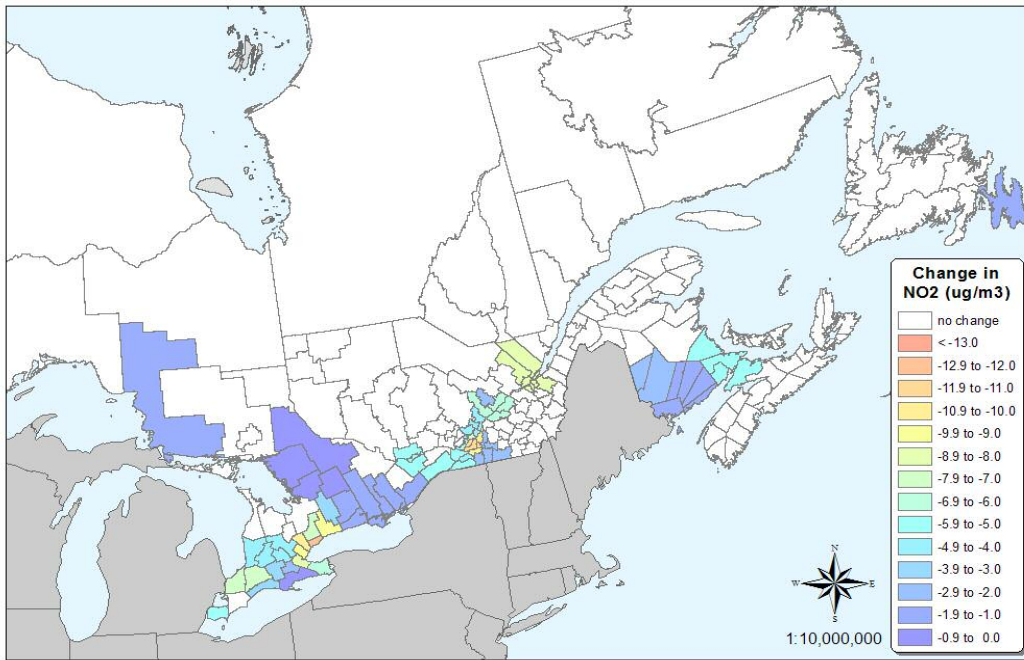 Change in
NO2 (ug/m3)
no change
< -13.0
-12.9 to -12.0
-11.9 to -11.0
-10.9 to -10.0
-9.9 to -9.0
-8.9 to -8.0
-7.9 to -7.0
-6.9 to -6.0
-5.9 to -5.0
-4.9 to -4.0
-3.9 to -3.0
-2.9 to -2.0
-1.9 to -1.0
-0.9 to 0.0
N
W E
S
1:10,000,000